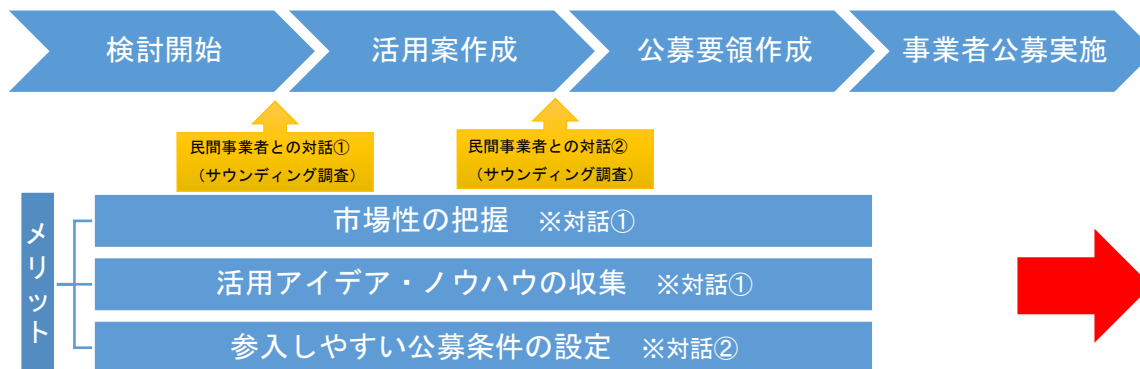 検討開始
活用案作成
公募要領作成
事業者公募実施
民間事業者との対話①
（サウンディング調査）
民間事業者との対話②
（サウンディング調査）
メリット
市場性の把握　※対話①
活用アイデア・ノウハウの収集　※対話①
参入しやすい公募条件の設定　※対話②